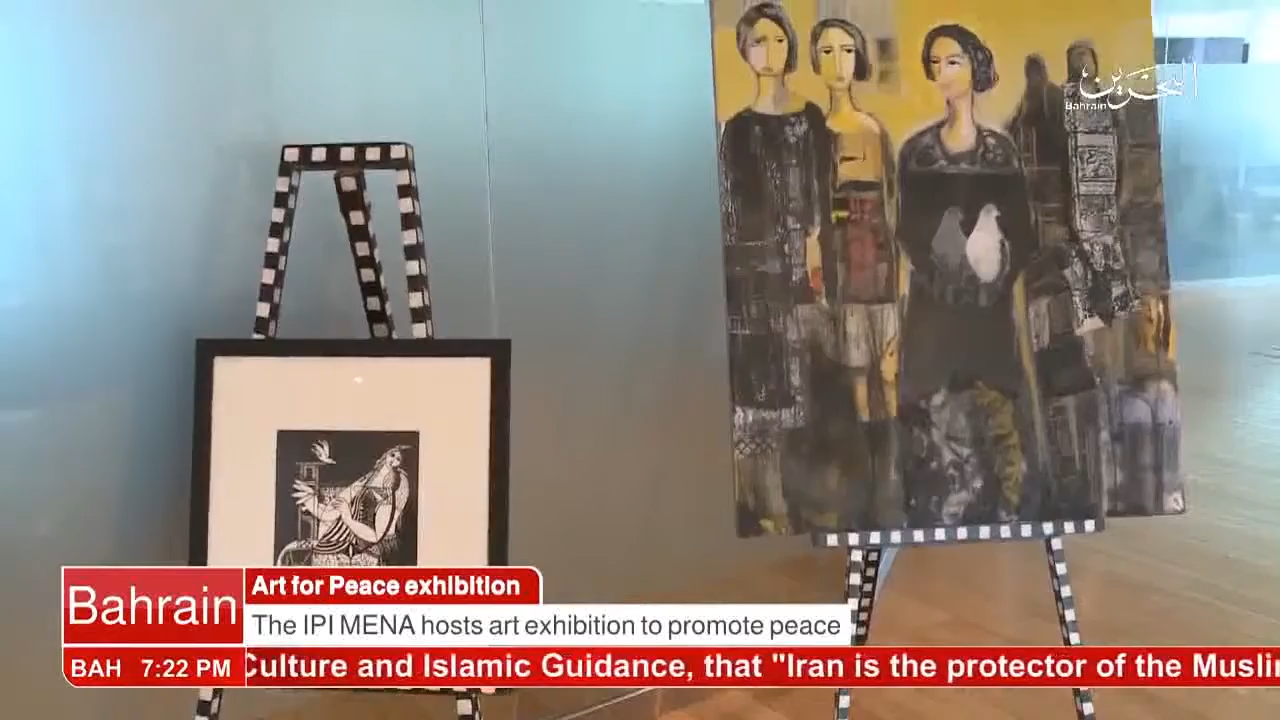 البحرين
Bahrain
Art for Peace exhibition
Bahrain
The IPI MENA hosts art exhibition to promote peace
BAH 7:22 PM
Culture and Islamic Guidance, that "Iran is the protector of the Muslim